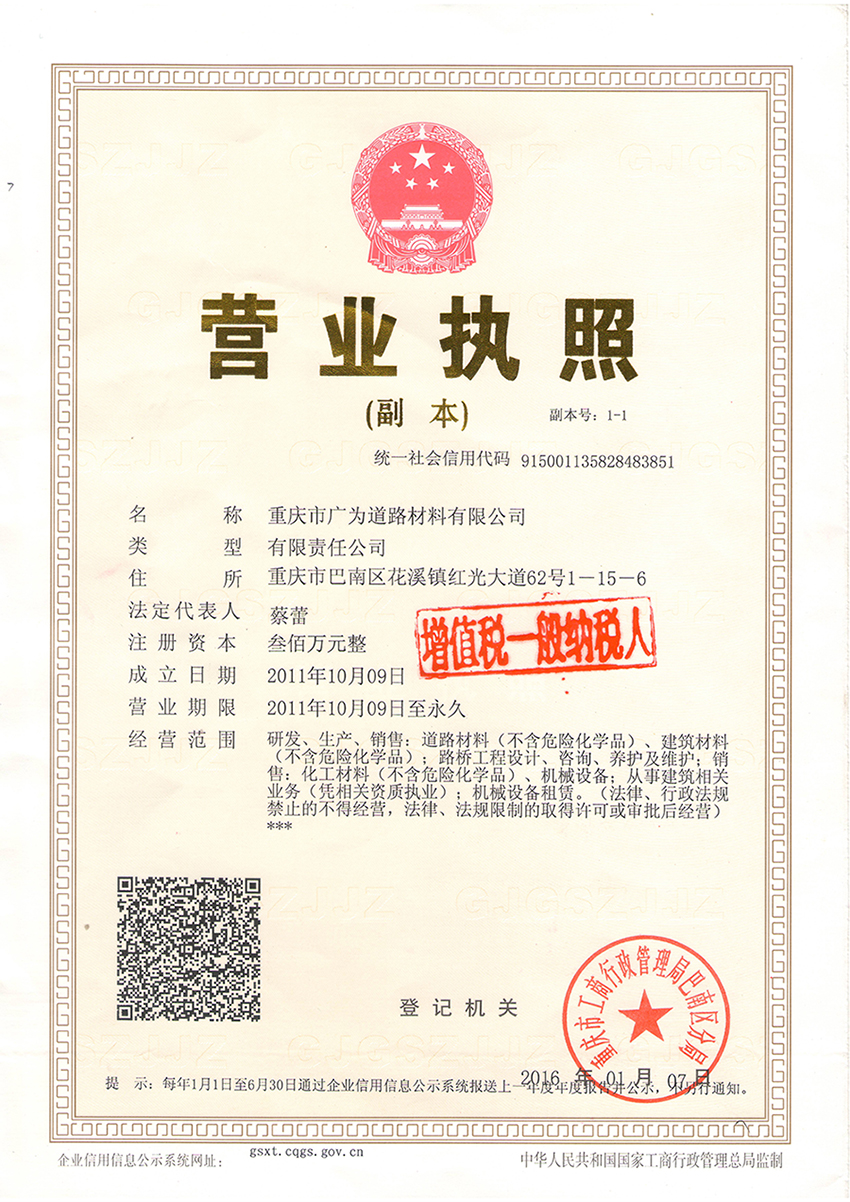 营业执照
(副 本)
副本号：1-1
统一社会信用代码 915001135828483851
名 称 重庆市广为道路材料有限公司
类 型 有限责任公司
住 所 重庆市巴南区花溪镇红光大道62号1－15－6
法定代表人 蔡蕾
增值税一般纳税人
注册资本 叁佰万元整
成立日期 2011年10月09日
营业期限 2011年10月09日至永久
经营范围 研发、生产、销售：道路材料（不含危险化学品）、建筑材料
（不含危险化学品）；路桥工程设计、咨询、养护及维护；销
售：化工材料（不含危险化学品）、机械设备；从事建筑相关
业务（凭相关资质执业）；机械设备租赁。（法律、行政法规
禁止的不得经营，法律、法规限制的取得许可或审批后经营）
***
重庆市工商行政管理局巴南区分局
登记机关
2016 年 01 月 07 日
提 示：每年1月1日至6月30日通过企业信用信息公示系统报送上一年度年度报告并公示，不另行通知。
企业信用信息公示系统网址： gsxt.cqgs.gov.cn
中华人民共和国国家工商行政管理总局监制